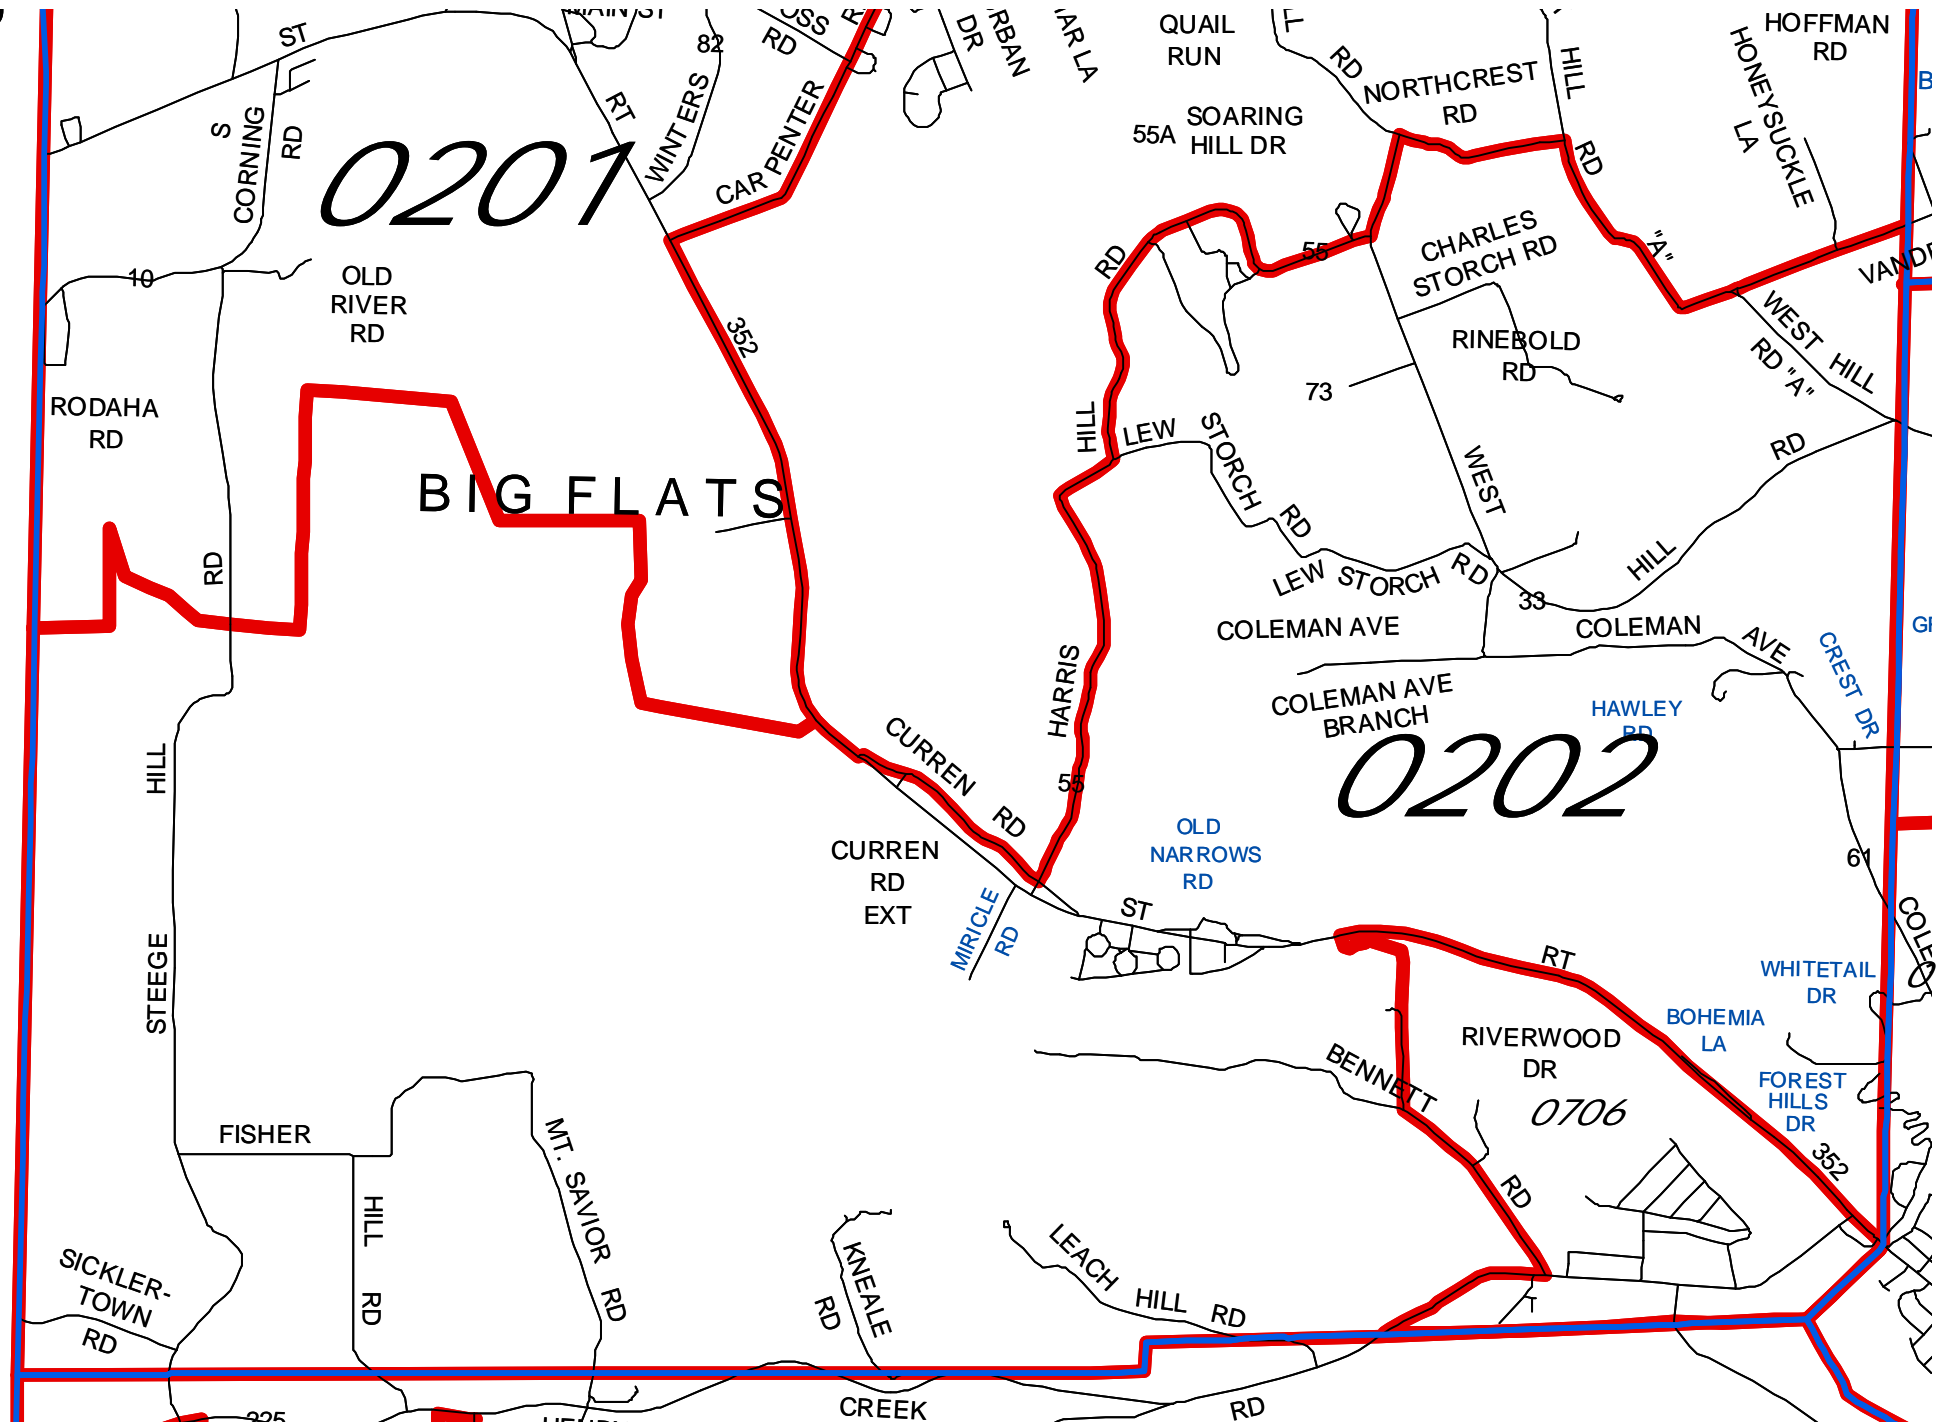 ST
MAIN ST
82
RD
DR
QUAIL
RUN
RD
NORTHCREST
RD
HILL
HOFFMAN
RD
HONEYSUCKLE
LA
S
CORNING
RD
0201
RT
WINTERS
CARPENTER
55A
SOARING
HILL DR
RD
"A"
10
OLD
RIVER
RD
352
RD
55
CHARLES
STORCH RD
WEST HILL
RD "A"
RINEBOLD
RD
73
RODAHA
RD
HILL
LEW STORCH RD
WEST
RD
BIG FLATS
RD
HILL
LEW STORCH RD
33
COLEMAN AVE
COLEMAN AVE
CREST DR
HARRIS
COLEMAN AVE
BRANCH
HAWLEY
RD
0202
HILL
CURREN RD
55
OLD
NARROWS
RD
CURREN
RD
EXT
61
MIRICLE
RD
ST
STEEGE
RT
WHITETAIL
DR
BOHEMIA
LA
RIVERWOOD
DR
0706
BENNETT
FOREST
HILLS
DR
352
FISHER
HILL
RD
MT. SAVIOR RD
RD
SICKLER-
TOWN
RD
KNEALE
RD
LEACH HILL RD
CREEK
RD